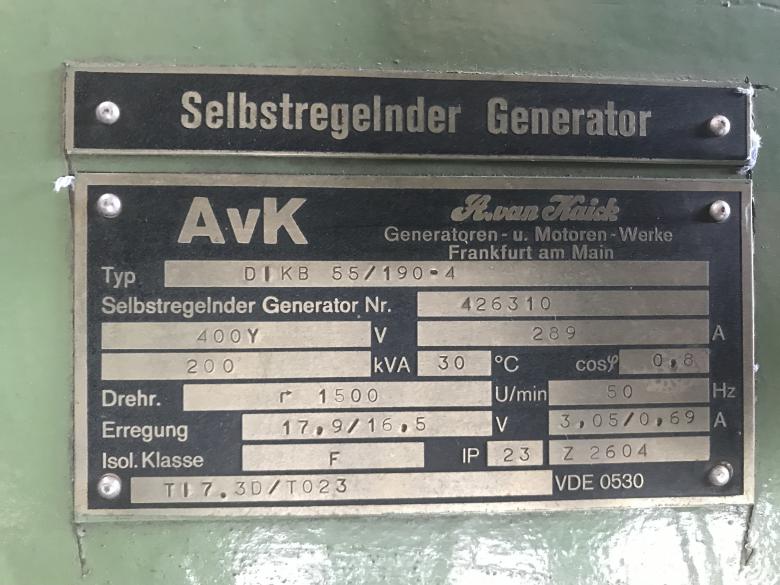 Selbstregelnder Generator
AvK A. van Kaick
Generatoren - u. Motoren - Werke
Frankfurt am Main
Typ DIKB 55/190-4
Selbstregelnder Generator Nr. 426310
400Y V 289 A
200 kVA 30 °C cosφ 0,8
Drehr. r 1500 U/min 50 Hz
Erregung 17,9/16,5 V 3,05/0,69 A
Isol. Klasse F IP 23 Z 2604
TI 7.3D/T023 VDE 0530